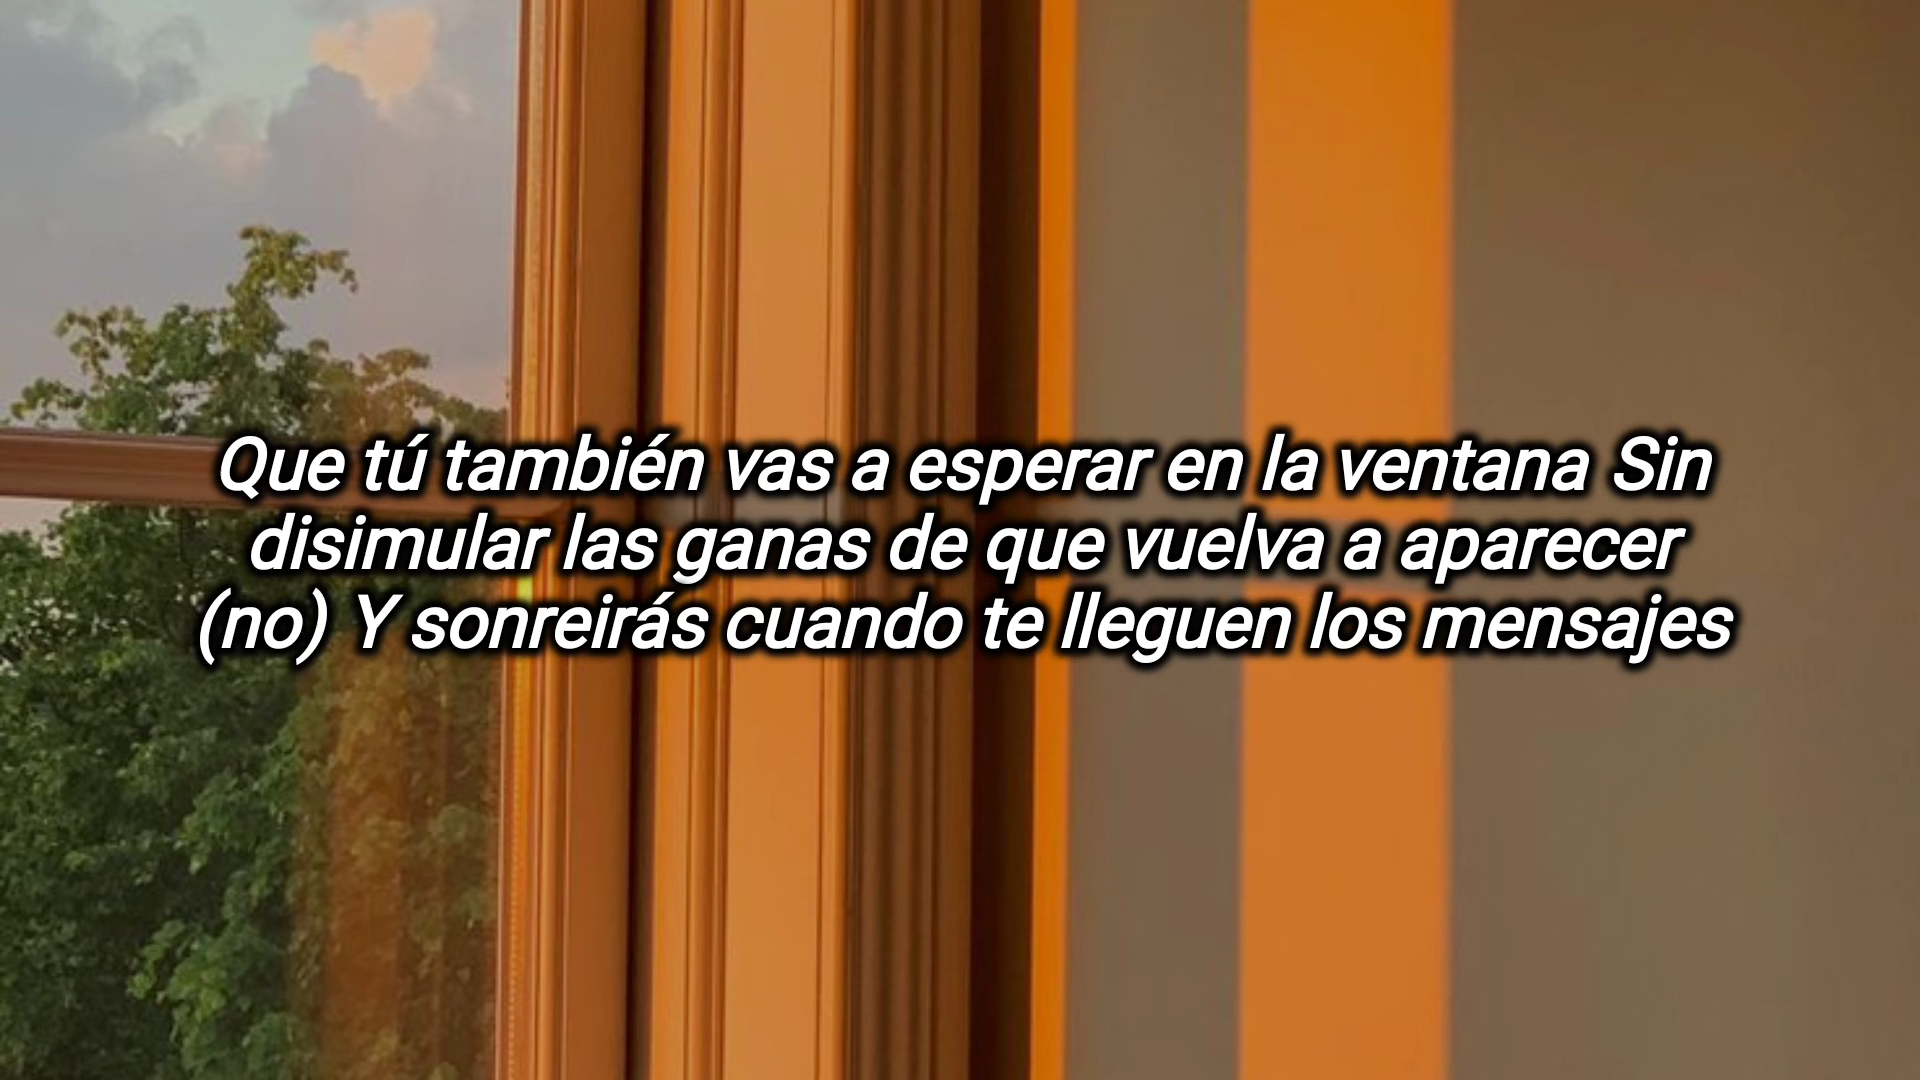 Que tú también vas a esperar en la ventana Sin
disimular las ganas de que vuelva a aparecer
(no) Y sonreirás cuando te lleguen los mensajes